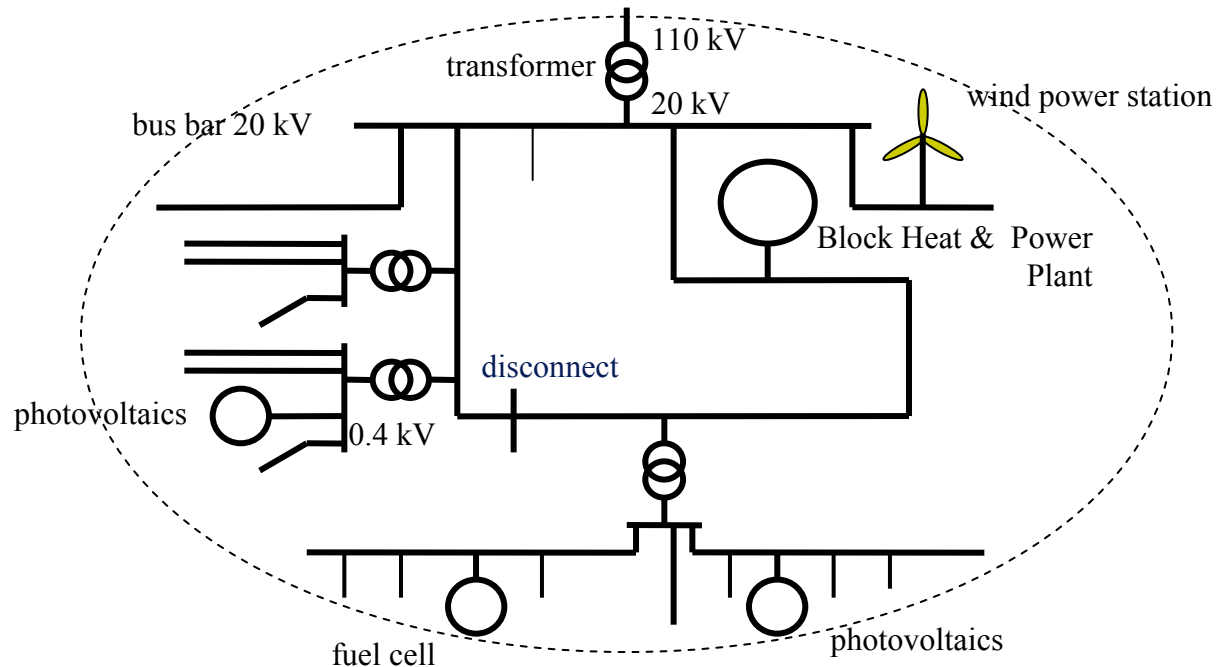 110 kV
transformer
20 kV
wind power station
bus bar 20 kV
Block Heat & Power
Plant
disconnect
photovoltaics
0.4 kV
photovoltaics
fuel cell